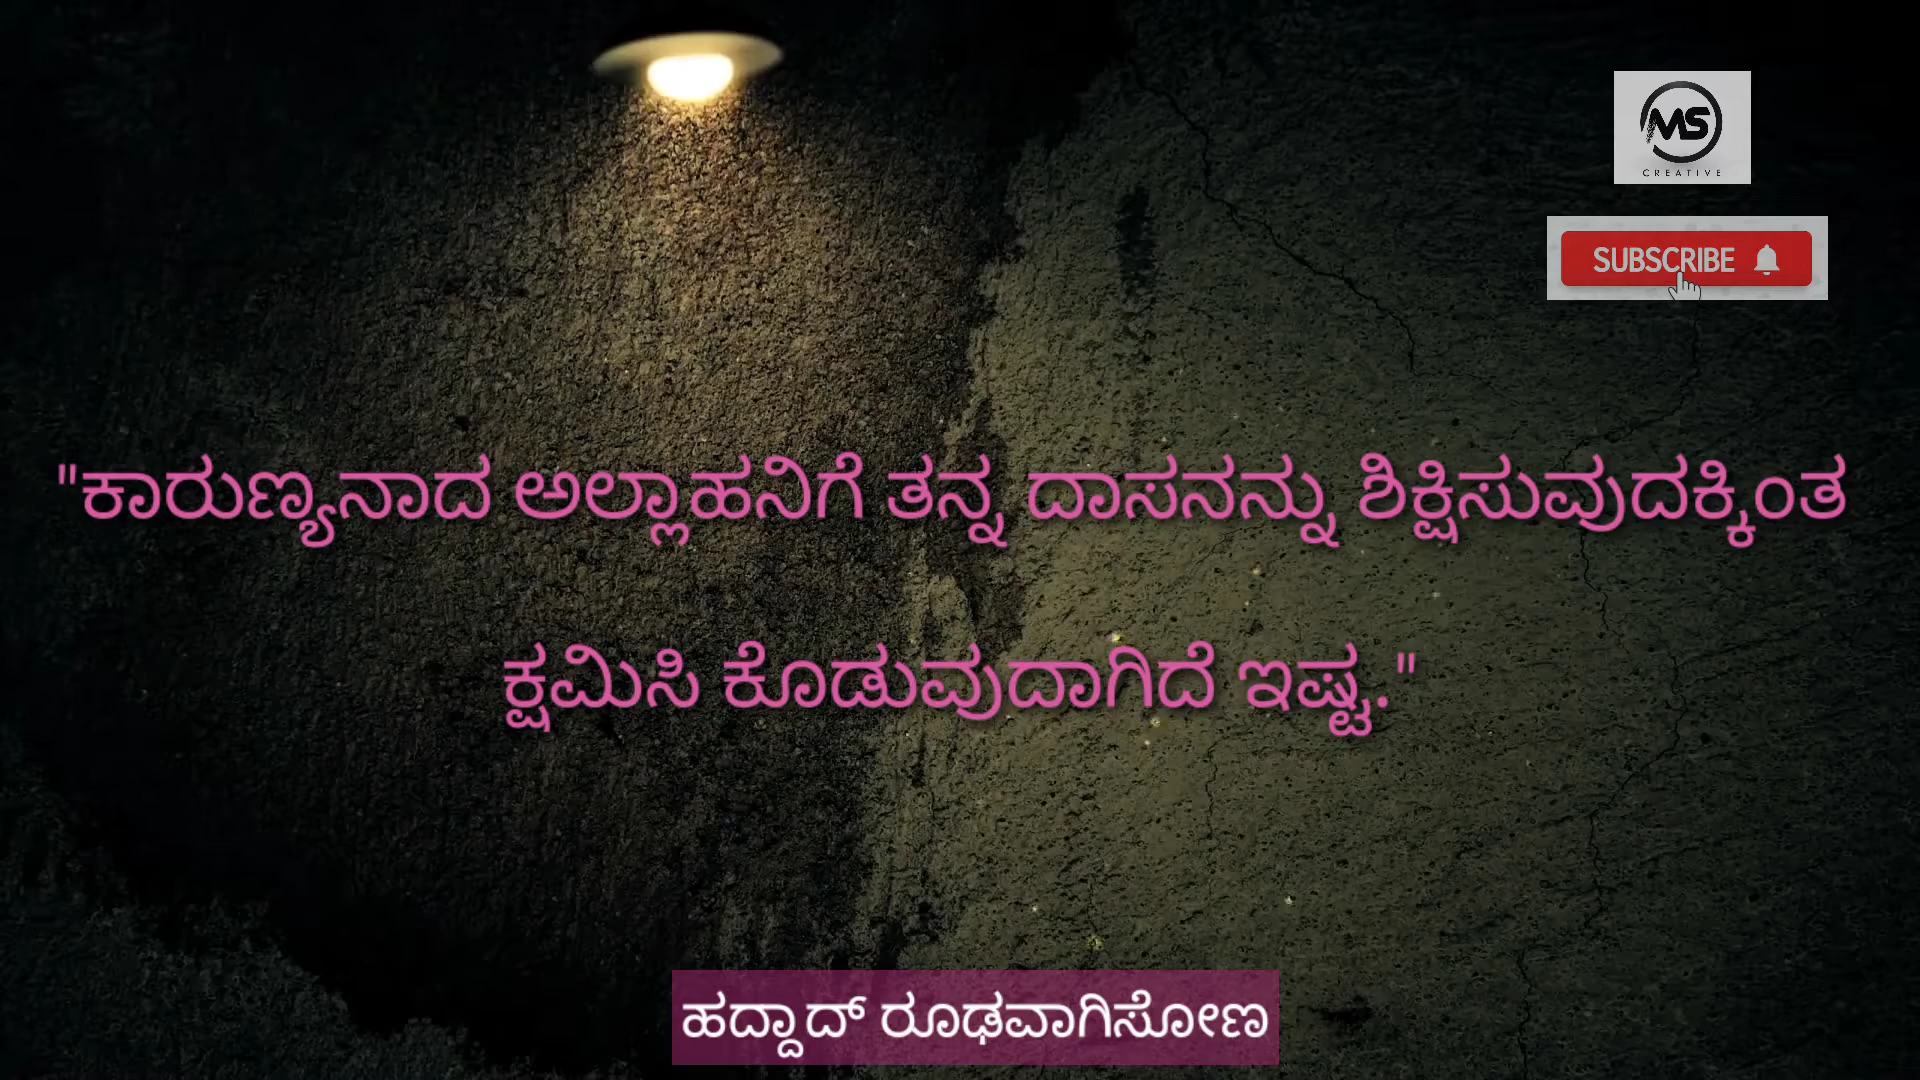 MS
CREATIVE
SUBSCRIBE
"ಕಾರುಣ್ಯನಾದ ಅಲ್ಲಾಹನಿಗೆ ತನ್ನ ದಾಸನನ್ನು ಶಿಕ್ಷಿಸುವುದಕ್ಕಿಂತ
ಕ್ಷಮಿಸಿ ಕೊಡುವುದಾಗಿದೆ ಇಷ್ಟ."
ಹದ್ದಾದ್ ರೂಢವಾಗಿಸೋಣ